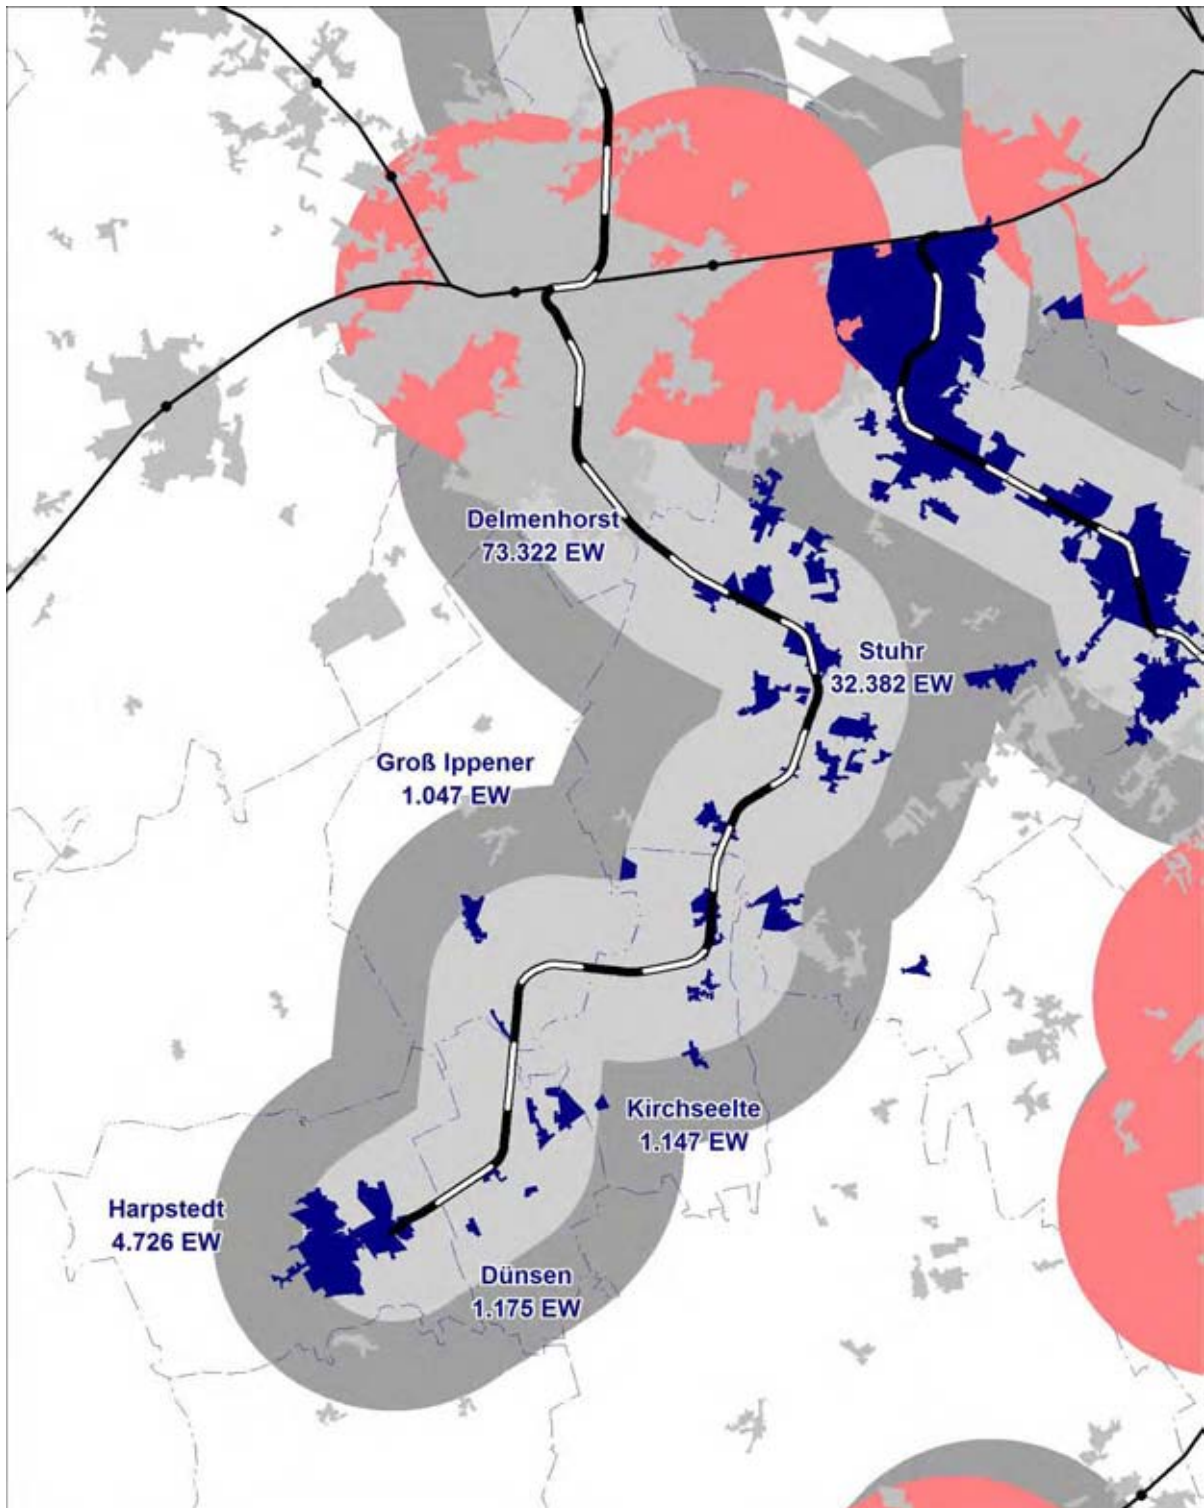 Delmenhorst
73.322 EW
Stuhr
32.382 EW
Groß Ippener
1.047 EW
Kirchseelte
1.147 EW
Harpstedt
4.726 EW
Dünsen
1.175 EW